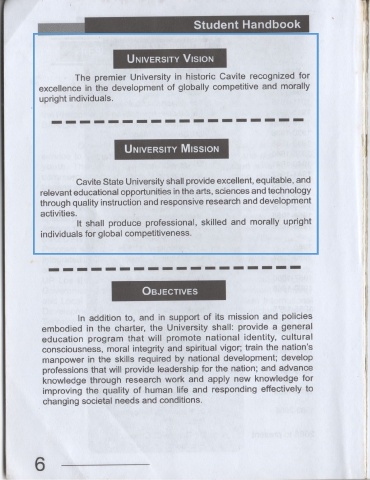 Student Handbook
UNIVERSITY VISION
The premier University in historic Cavite recognized for
excellence in the development of globally competitive and morally
upright individuals.
UNIVERSITY MISSION
Cavite State University shall provide excellent, equitable, and
relevant educational opportunities in the arts, sciences and technology
through quality instruction and responsive research and development
activities.
It shall produce professional, skilled and morally upright
individuals for global competitiveness.
OBJECTIVES
In addition to, and in support of its mission and policies
embodied in the charter, the University shall: provide a general
education program that will promote national identity, cultural
consciousness, moral integrity and spiritual vigor; train the nation's
manpower in the skills required by national development; develop
professions that will provide leadership for the nation; and advance
knowledge through research work and apply new knowledge for
improving the quality of human life and responding effectively to
changing societal needs and conditions.
6